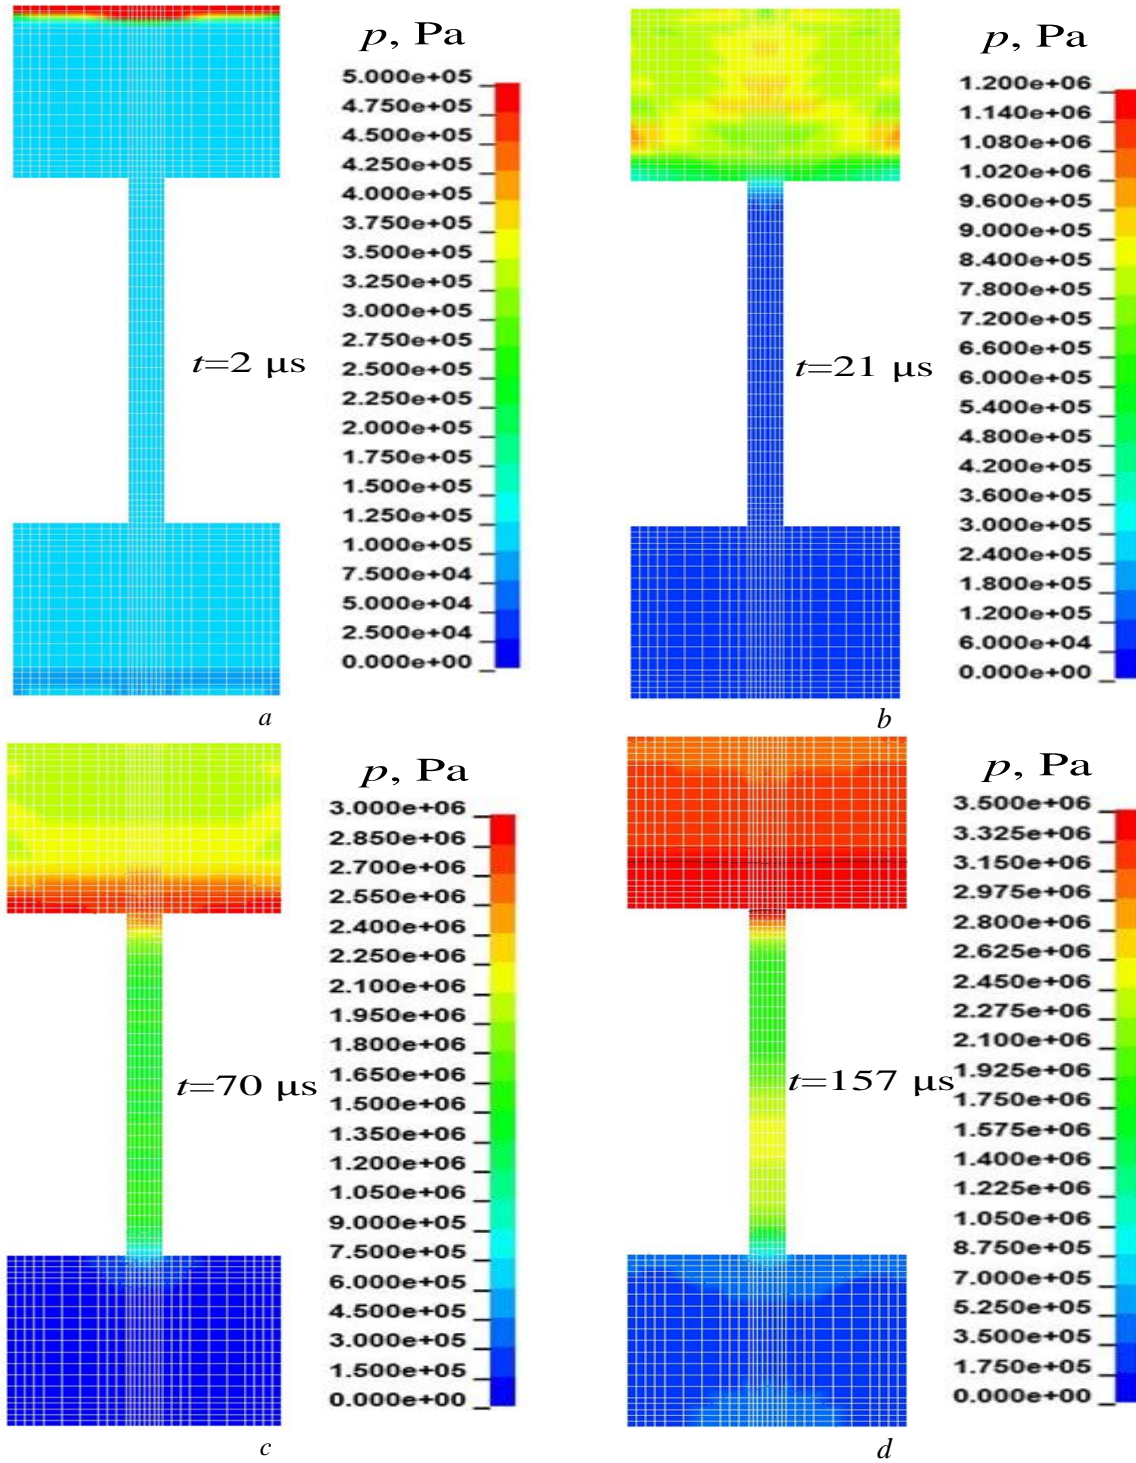 p, Pa
5.000e+05
4.750e+05
4.500e+05
4.250e+05
4.000e+05
3.750e+05
3.500e+05
3.250e+05
3.000e+05
2.750e+05
2.500e+05
2.250e+05
2.000e+05
1.750e+05
1.500e+05
1.250e+05
1.000e+05
7.500e+04
5.000e+04
2.500e+04
0.000e+00
t=2 μs
a
p, Pa
1.200e+06
1.140e+06
1.080e+06
1.020e+06
9.600e+05
9.000e+05
8.400e+05
7.800e+05
7.200e+05
6.600e+05
6.000e+05
5.400e+05
4.800e+05
4.200e+05
3.600e+05
3.000e+05
2.400e+05
1.800e+05
1.200e+05
6.000e+04
0.000e+00
t=21 μs
b
p, Pa
3.000e+06
2.850e+06
2.700e+06
2.550e+06
2.400e+06
2.250e+06
2.100e+06
1.950e+06
1.800e+06
1.650e+06
1.500e+06
1.350e+06
1.200e+06
1.050e+06
9.000e+05
7.500e+05
6.000e+05
4.500e+05
3.000e+05
1.500e+05
0.000e+00
t=70 μs
c
p, Pa
3.500e+06
3.325e+06
3.150e+06
2.975e+06
2.800e+06
2.625e+06
2.450e+06
2.275e+06
2.100e+06
1.925e+06
1.750e+06
1.575e+06
1.400e+06
1.225e+06
1.050e+06
8.750e+05
7.000e+05
5.250e+05
3.500e+05
1.750e+05
0.000e+00
t=157 μs
d